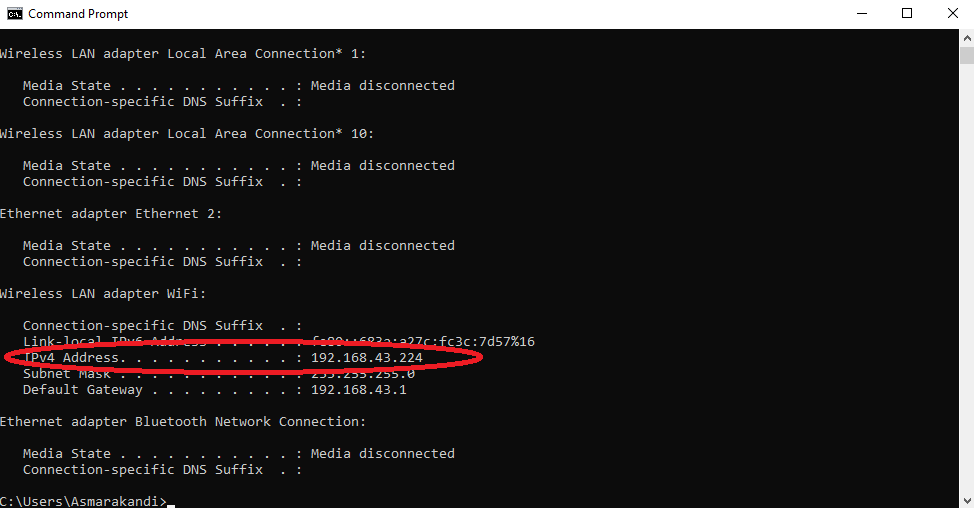 Command Prompt
Wireless LAN adapter Local Area Connection* 1:
Media State . . . . . . . . . . . : Media disconnected
Connection-specific DNS Suffix  . :
Wireless LAN adapter Local Area Connection* 10:
Media State . . . . . . . . . . . : Media disconnected
Connection-specific DNS Suffix  . :
Ethernet adapter Ethernet 2:
Media State . . . . . . . . . . . : Media disconnected
Connection-specific DNS Suffix  . :
Wireless LAN adapter WiFi:
Connection-specific DNS Suffix  . :
Link-local IPv6 Address . . . . . : fe80::683a:a27c:fc3c:7d57%16
IPv4 Address. . . . . . . . . . . : 192.168.43.224
Subnet Mask . . . . . . . . . . . : 255.255.255.0
Default Gateway . . . . . . . . . : 192.168.43.1
Ethernet adapter Bluetooth Network Connection:
Media State . . . . . . . . . . . : Media disconnected
Connection-specific DNS Suffix  . :
C:\Users\Asmarakandi>